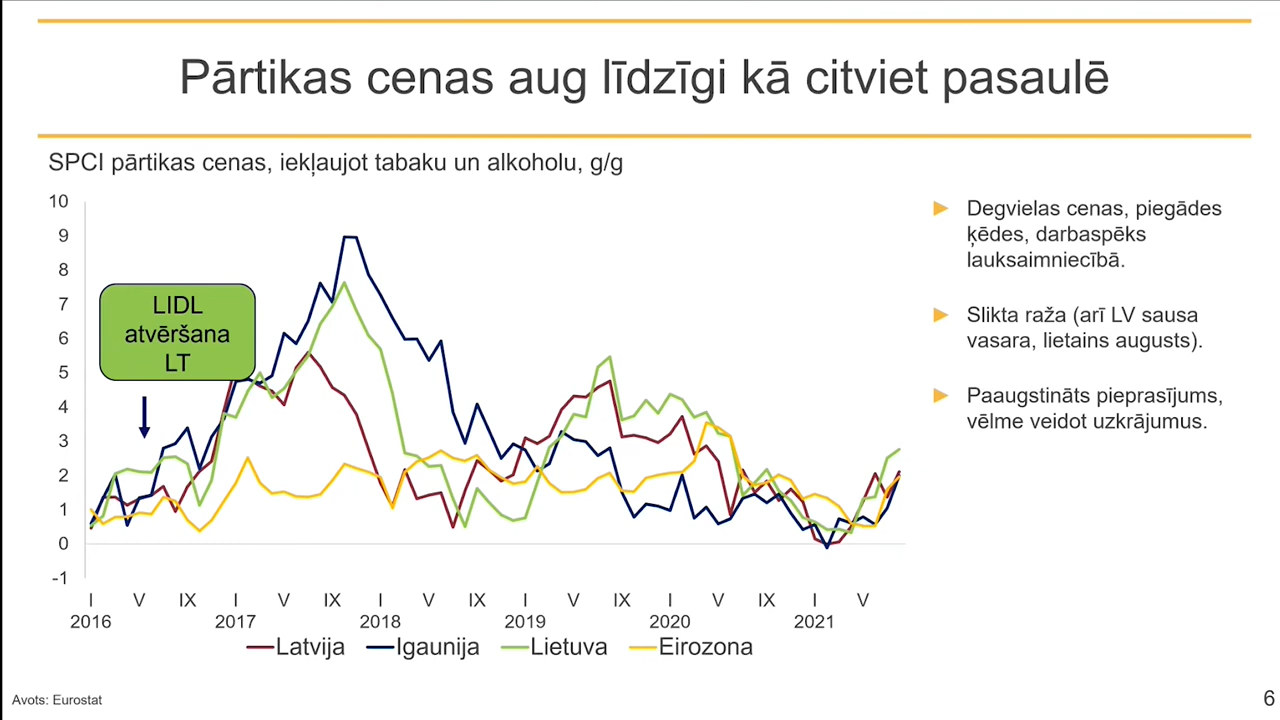 Pārtikas cenas aug līdzīgi kā citviet pasaulē
SPCI pārtikas cenas, iekļaujot tabaku un alkoholu, g/g
10
9
8
7
6
5
4
3
2
1
0
-1
LIDL
atvēršana
LT
I V IX I V IX I V IX I V IX I V IX I V
2016 2017 2018 2019 2020 2021
Latvija Igaunija Lietuva Eirozona
Degvielas cenas, piegādes
ķēdes, darbaspēks
lauksaimniecībā.
Slikta raža (arī LV sausa
vasara, lietains augusts).
Paaugstināts pieprasījums,
vēlme veidot uzkrājumus.
Avots: Eurostat
6